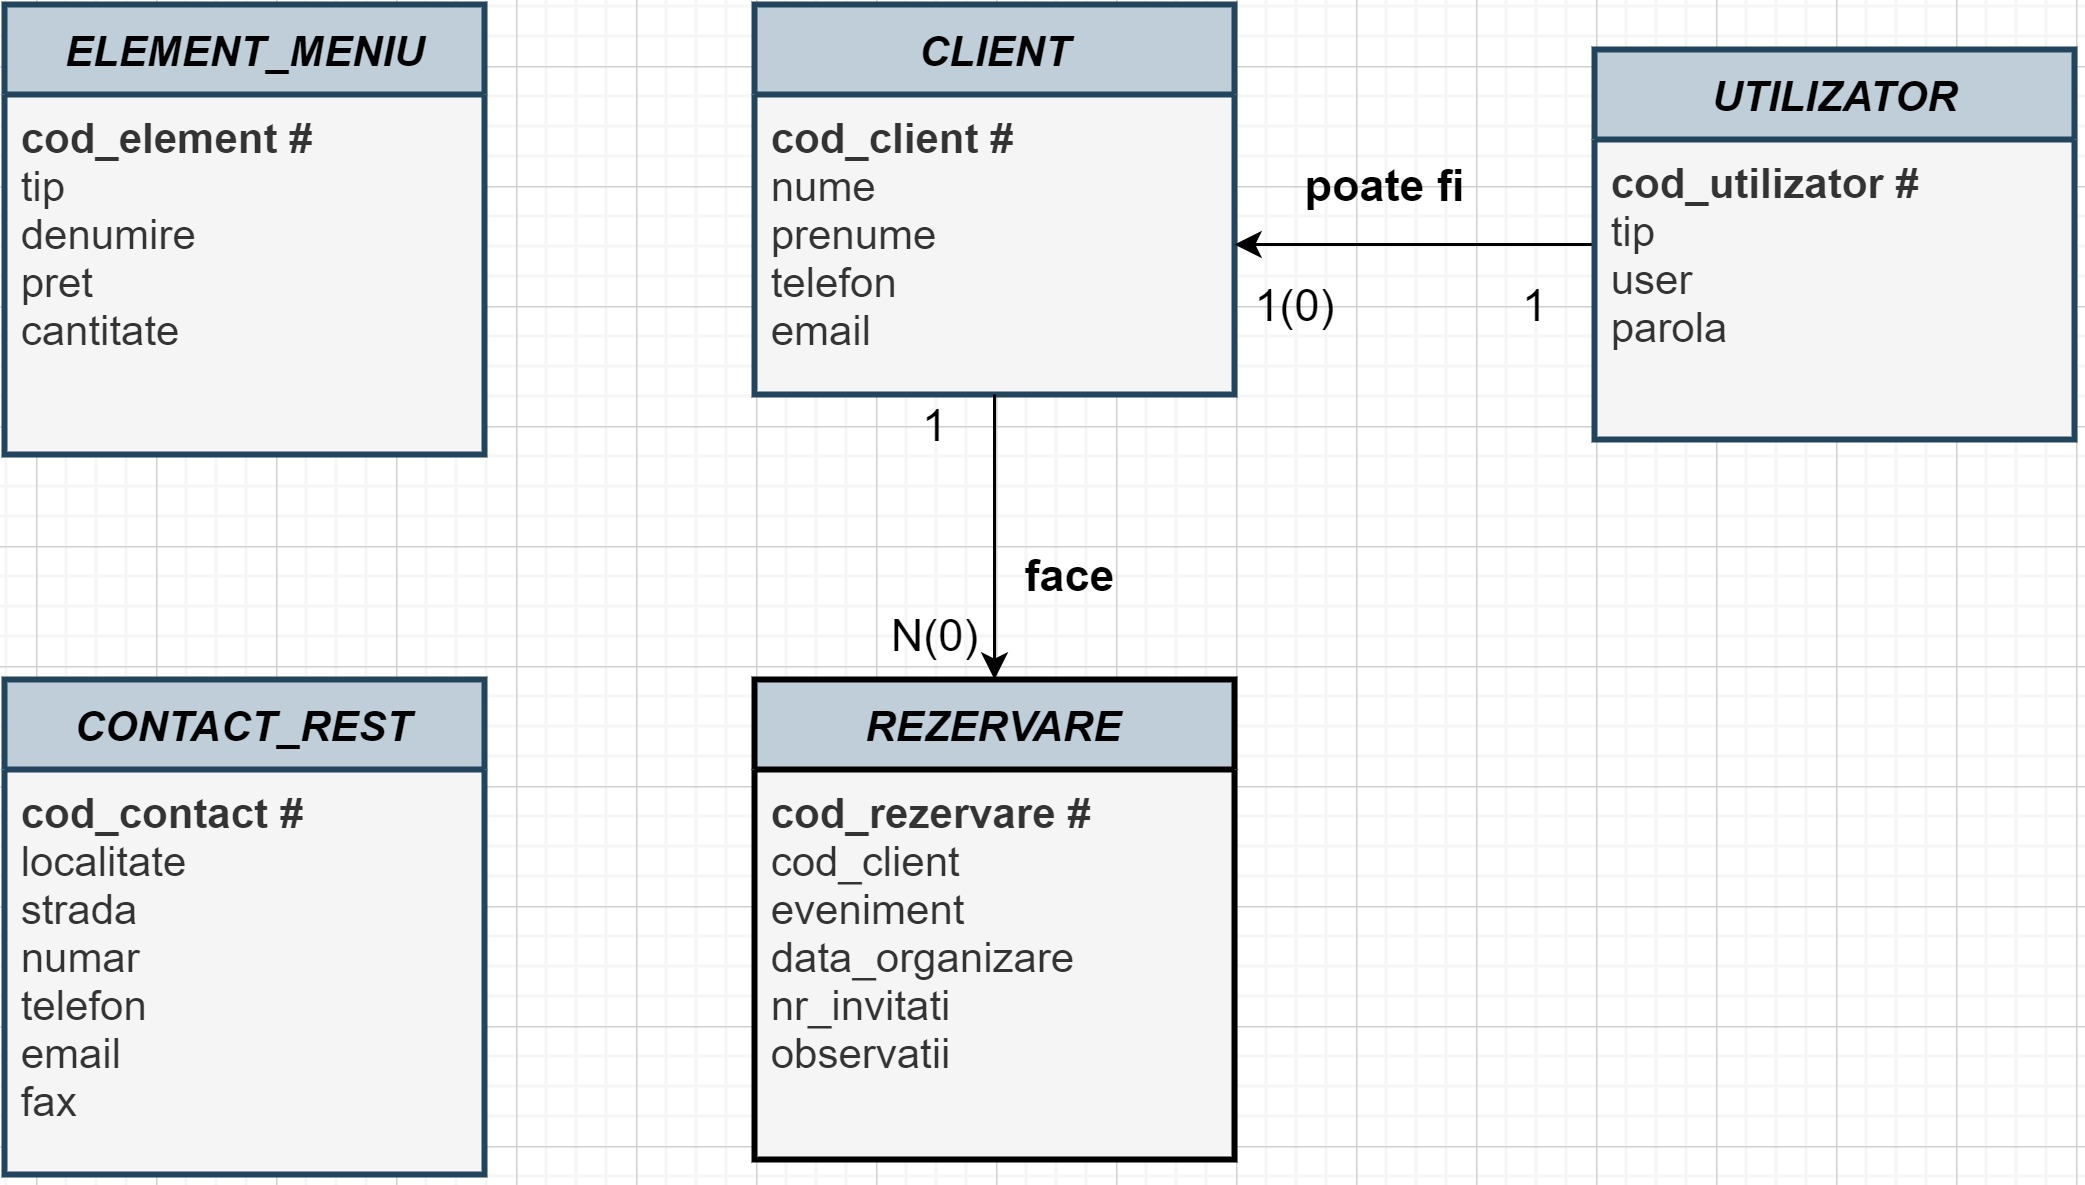 ELEMENT_MENIU
cod_element #
tip
denumire
pret
cantitate
CLIENT
cod_client #
nume
prenume
telefon
email
poate fi
1(0)
1
UTILIZATOR
cod_utilizator #
tip
user
parola
1
face
N(0)
CONTACT_REST
cod_contact #
localitate
strada
numar
telefon
email
fax
REZERVARE
cod_rezervare #
cod_client
eveniment
data_organizare
nr_invitati
observatii